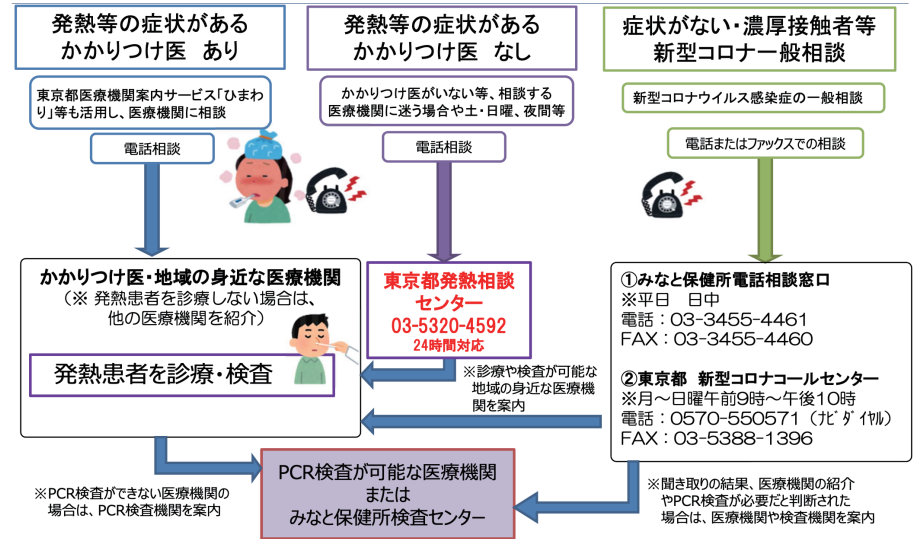 発熱等の症状がある
かかりつけ医　あり
東京都医療機関案内サービス「ひまわ
り」等も活用し、医療機関に相談
電話相談
発熱等の症状がある
かかりつけ医　なし
かかりつけ医がいない等、相談する
医療機関に迷う場合や土・日曜、夜間等
電話相談
症状がない・濃厚接触者等
新型コロナ一般相談
新型コロナウイルス感染症の一般相談
電話またはファックスでの相談
かかりつけ医・地域の身近な医療機関
（※ 発熱患者を診療しない場合は、
他の医療機関を紹介）
発熱患者を診療・検査
東京都発熱相談
センター
03-5320-4592
24時間対応
※診療や検査が可能な
地域の身近な医療機
関を案内
①みなと保健所電話相談窓口
※平日　日中
電話：03-3455-4461
FAX：03-3455-4460
②東京都　新型コロナコールセンター
※月～日曜午前9時～午後10時
電話：0570-550571（ﾅﾋﾞﾀﾞｲﾔﾙ）
FAX：03-5388-1396
PCR検査が可能な医療機関
または
みなと保健所検査センター
※PCR検査ができない医療機関の
場合は、PCR検査機関を案内
※聞き取りの結果、医療機関の紹介
やPCR検査が必要だと判断された
場合は、医療機関や検査機関を案内